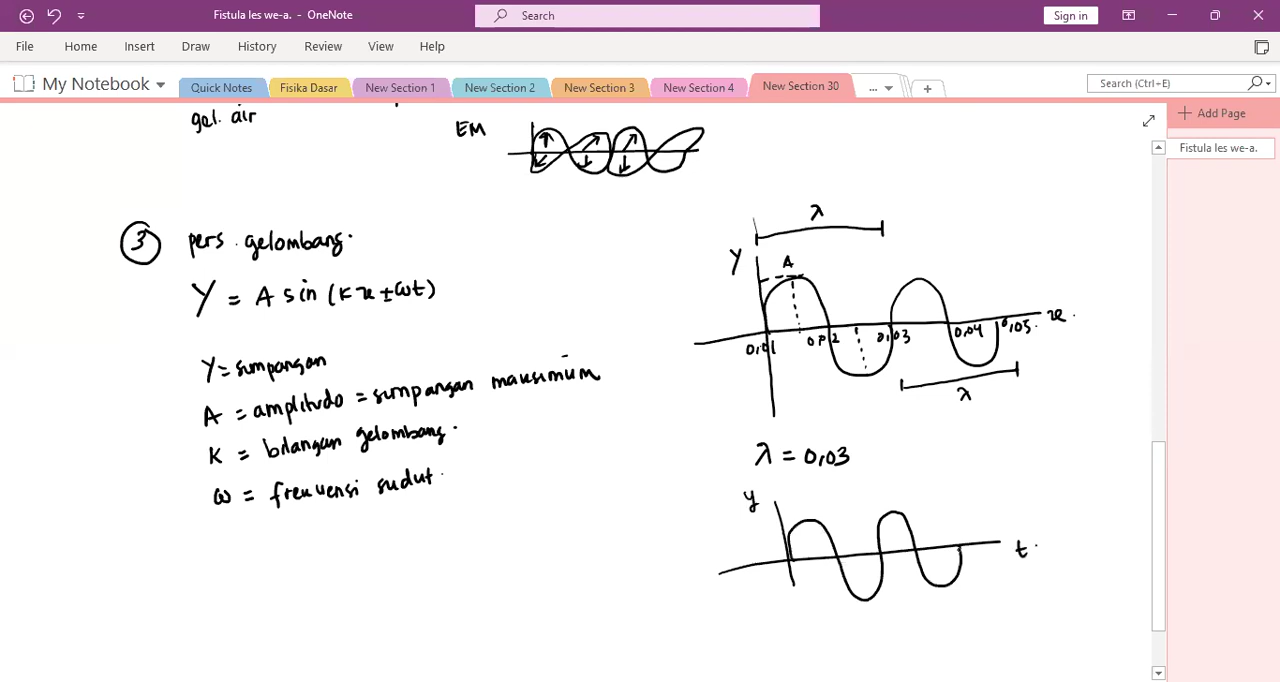 Fistula les we-a. - OneNote
Search
Sign in
File Home Insert Draw History Review View Help
My Notebook
Quick Notes Fisika Dasar New Section 1 New Section 2 New Section 3 New Section 4 New Section 30 ...
Search (Ctrl+E)
Add Page
Fistula les we-a.
gel. air
EM
3 pers. gelombang.
Y = A sin (Kx ± ωt)
Y = simpangan
A = amplitudo = simpangan maksimum
K = bilangan gelombang.
ω = frekuensi sudut.
λ
Y
A
0,01 0,02 0,03 0,04 0,05. x.
λ
λ = 0,03
y
t.